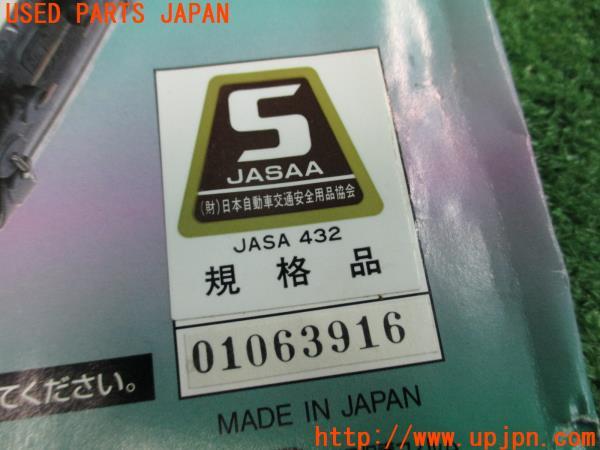 USED PARTS JAPAN
S
JASAA
(財)日本自動車交通安全用品協会
JASA 432
規格品
01063916
てください。
MADE IN JAPAN
http://www.upjpn.com/